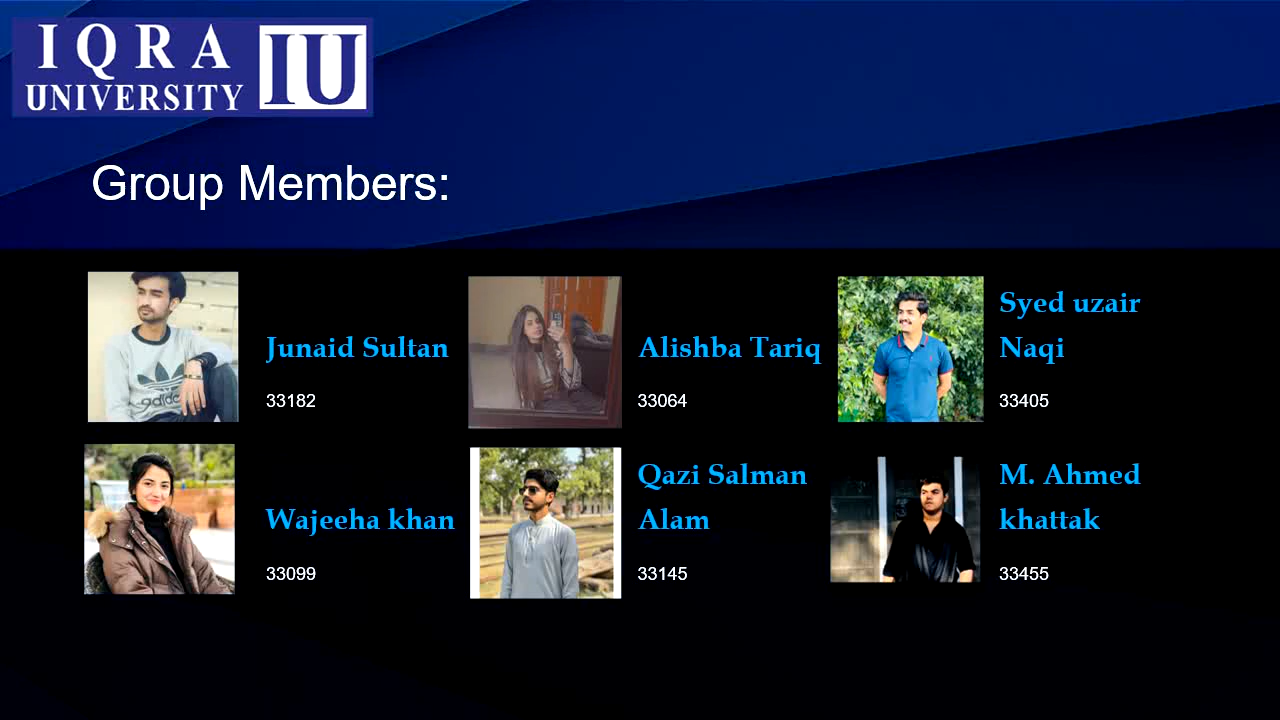 IQRA
UNIVERSITY
IU
Group Members:
Junaid Sultan
33182
Alishba Tariq
33064
Syed uzair
Naqi
33405
Wajeeha khan
33099
Qazi Salman
Alam
33145
M. Ahmed
khattak
33455